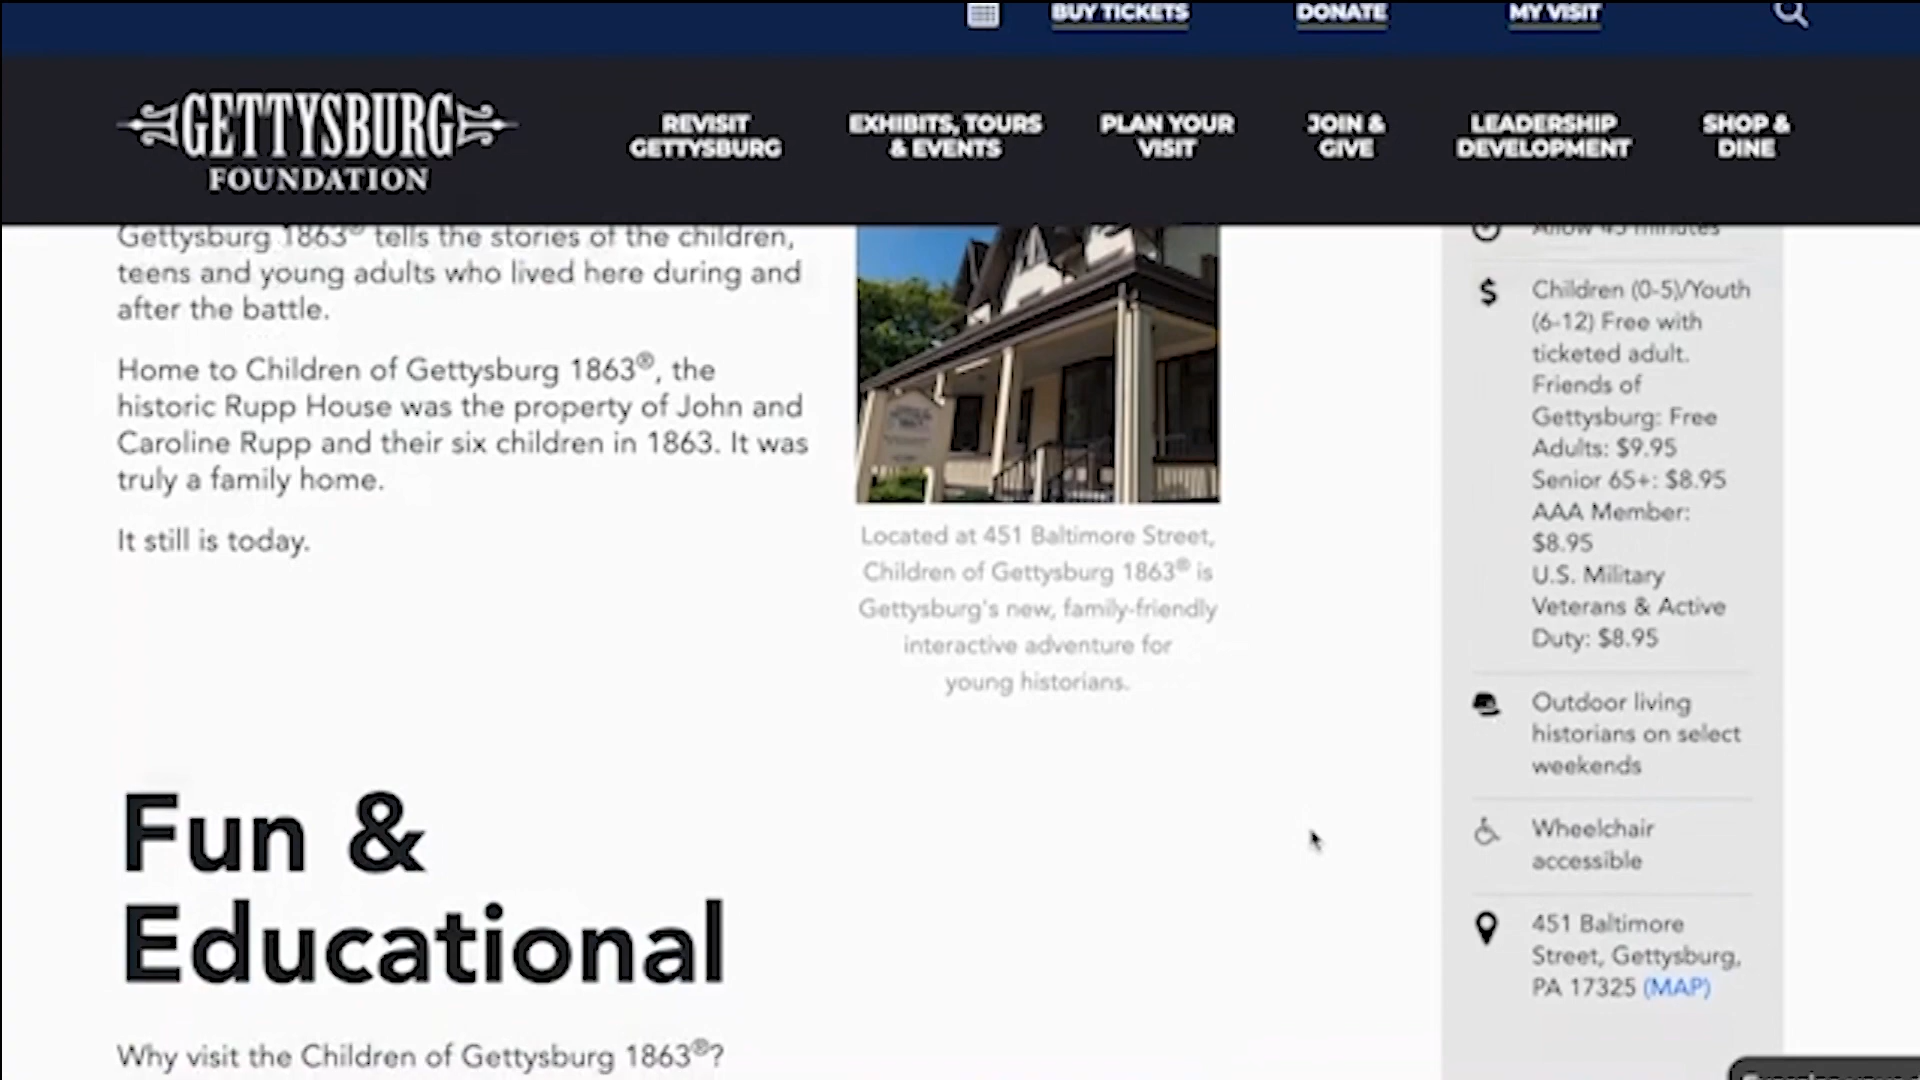 BUY TICKETS
DONATE
MY VISIT
GETTYSBURG
FOUNDATION
REVISIT
GETTYSBURG
EXHIBITS, TOURS
& EVENTS
PLAN YOUR
VISIT
JOIN &
GIVE
LEADERSHIP
DEVELOPMENT
SHOP &
DINE
Gettysburg 1863® tells the stories of the children,
teens and young adults who lived here during and
after the battle.
Home to Children of Gettysburg 1863®, the
historic Rupp House was the property of John and
Caroline Rupp and their six children in 1863. It was
truly a family home.
It still is today.
Located at 451 Baltimore Street,
Children of Gettysburg 1863® is
Gettysburg's new, family-friendly
interactive adventure for
young historians.
Fun &
Educational
Why visit the Children of Gettysburg 1863®?
Allow 45 minutes
Children (0-5)/Youth
(6-12) Free with
ticketed adult.
Friends of
Gettysburg: Free
Adults: $9.95
Senior 65+: $8.95
AAA Member:
$8.95
U.S. Military
Veterans & Active
Duty: $8.95
Outdoor living
historians on select
weekends
Wheelchair
accessible
451 Baltimore
Street, Gettysburg,
PA 17325 (MAP)